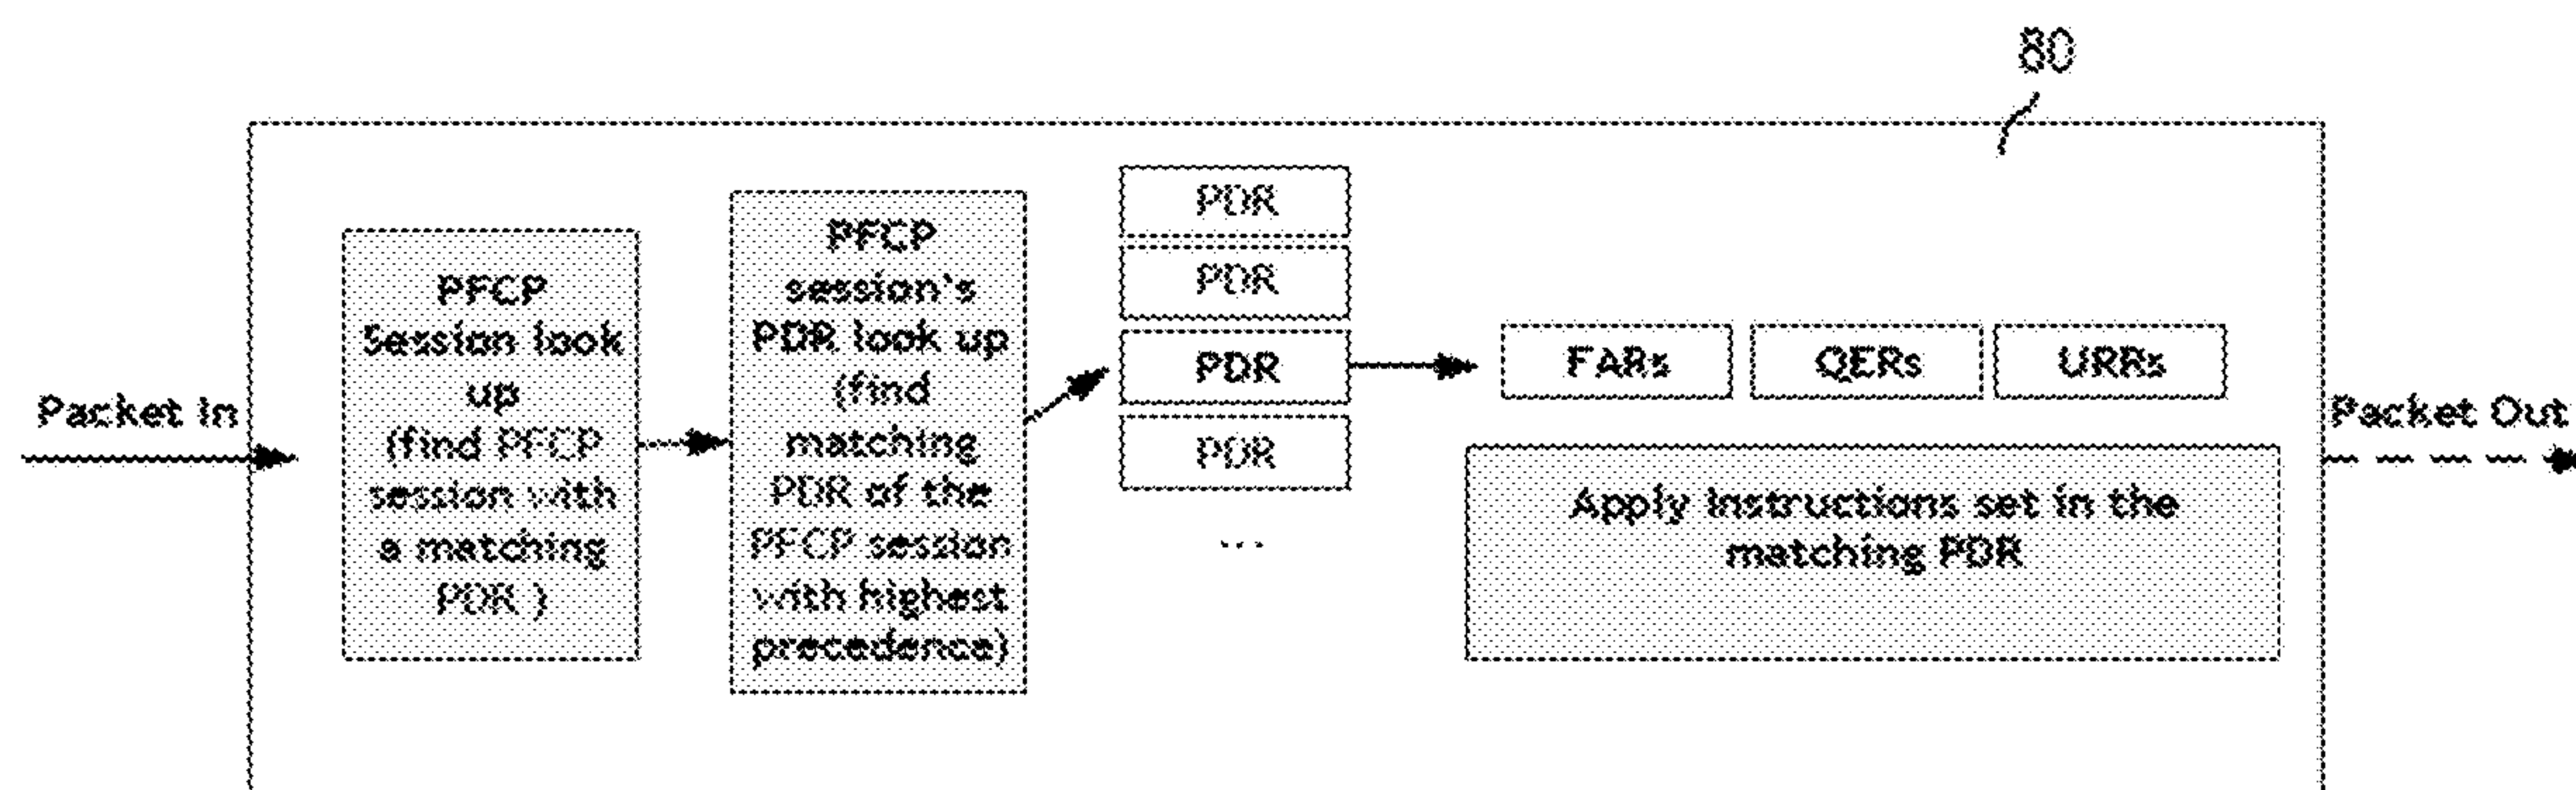 80
Packet In
PFCP
Session look
up
(find PFCP
session with
a matching
PDR )
PFCP
session's
PDR look up
(find
matching
PDR of the
PFCP session
with highest
precedence)
PDR
PDR
PDR
PDR
...
FARs
QERs
URRs
Apply Instructions set in the
matching PDR
Packet Out